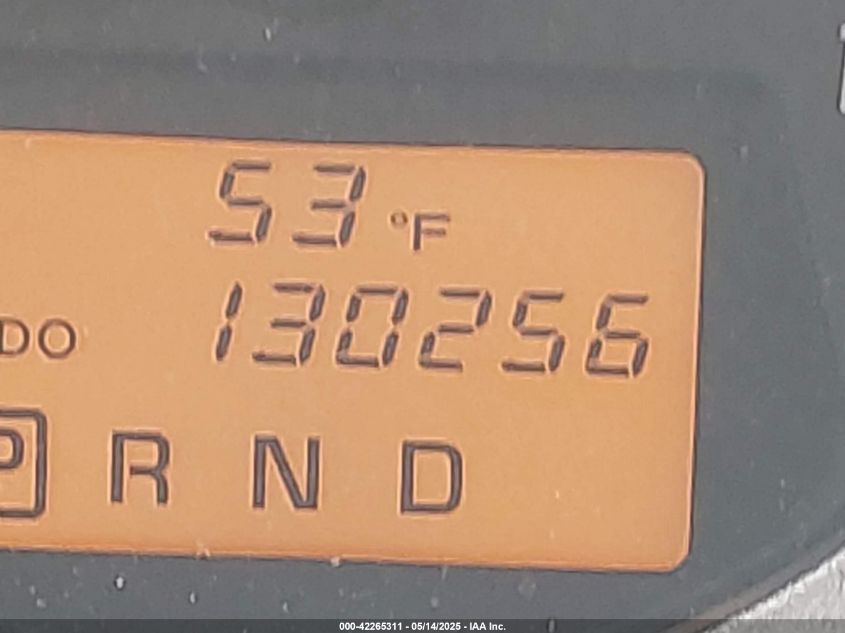 53 °F
DO 130256
P R N D
000-42265311 - 05/14/2025 - IAA Inc.